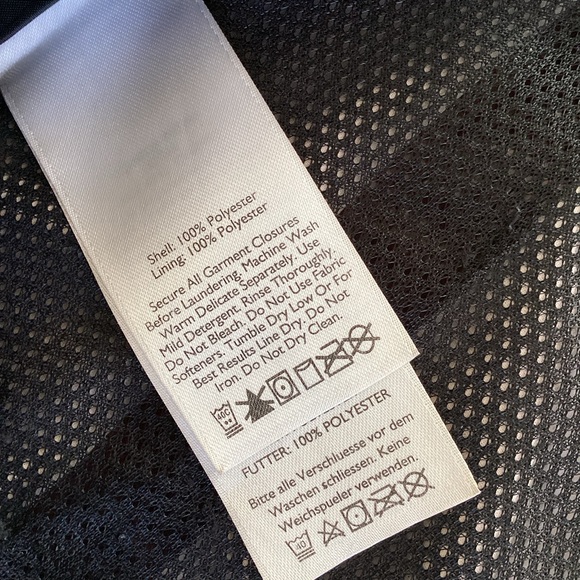 Shell: 100% Polyester
Lining: 100% Polyester
Secure All Garment Closures
Before Laundering. Machine Wash
Warm Delicate Separately. Use
Mild Detergent. Rinse Thoroughly.
Do Not Bleach. Do Not Use Fabric
Softeners. Tumble Dry Low Or For
Best Results Line Dry. Do Not
Iron. Do Not Dry Clean.
40C
FUTTER: 100% POLYESTER
Bitte alle Verschluesse vor dem
Waschen schliessen. Keine
Weichspueler verwenden.
40